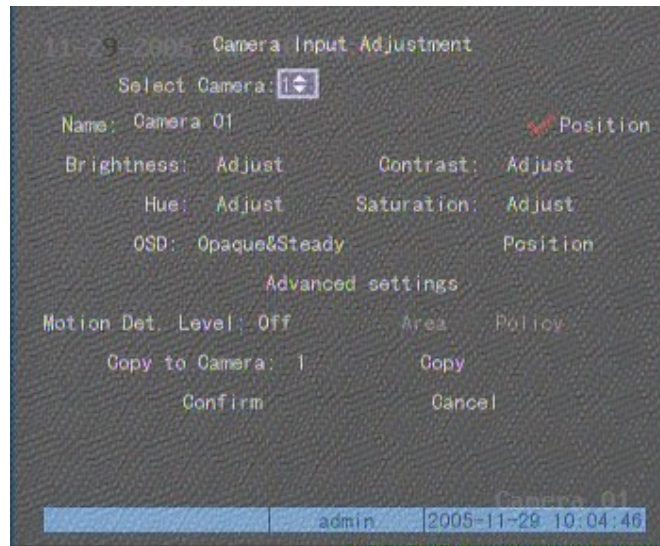 11-29-2005 Camera Input Adjustment
Select Camera: 1
Name: Camera 01 Position
Brightness: Adjust Contrast: Adjust
Hue: Adjust Saturation: Adjust
OSD: Opaque&Steady Position
Advanced settings
Motion Det. Level: Off Area Policy
Copy to Camera: 1 Copy
Confirm Cancel
Camera 01
admin 2005-11-29 10:04:46